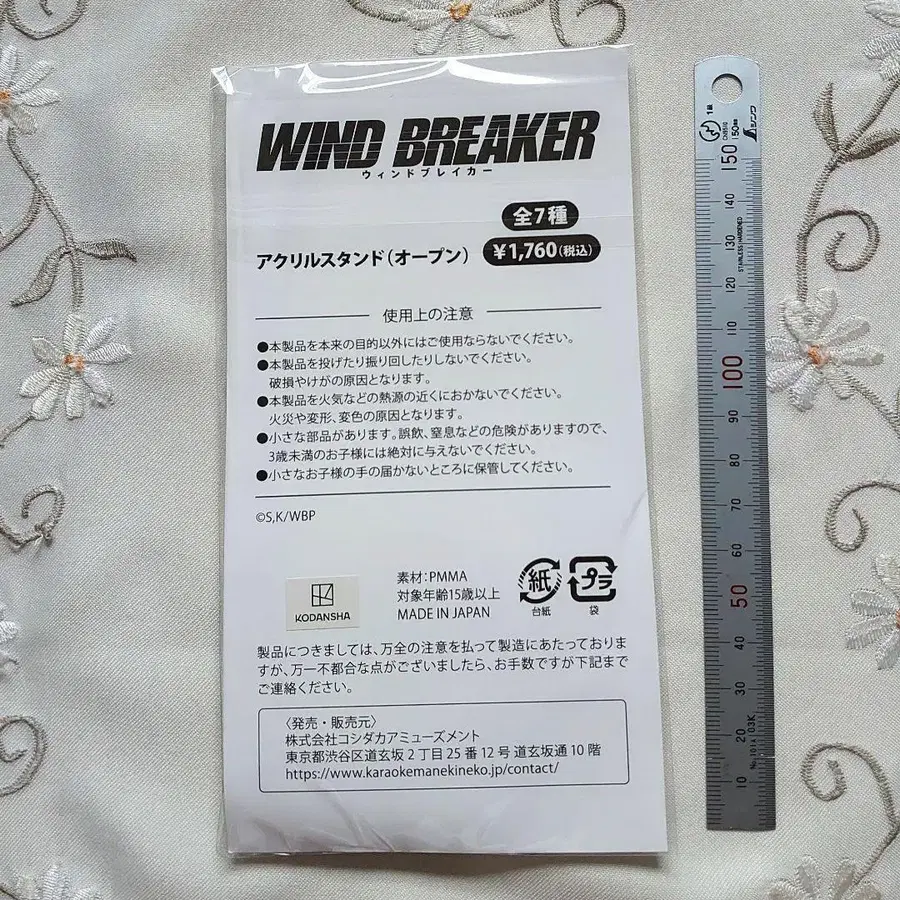 WIND BREAKER
ウィンドブレイカー
全7種
アクリルスタンド(オープン)
¥1,760(税込)
使用上の注意
●本製品を本来の目的以外にはご使用ならないでください。
●本製品を投げたり振り回したりしないでください。
破損やけがの原因となります。
●本製品を火気などの熱源の近くにおかないでください。
火災や変形、変色の原因となります。
●小さな部品があります。誤飲、窒息などの危険がありますので、
3歳未満のお子様には絶対に与えないでください。
●小さなお子様の手の届かないところに保管してください。
©S,K/WBP
KODANSHA
素材:PMMA
対象年齢15歳以上
MADE IN JAPAN
紙
台紙
プラ
袋
製品につきましては、万全の注意を払って製造にあたっておりま
すが、万一不都合な点がございましたら、お手数ですが下記まで
ご連絡ください。
〈発売・販売元〉
株式会社コシダカアミューズメント
東京都渋谷区道玄坂2丁目25番12号 道玄坂通10階
https://www.karaokemanekineko.jp/contact/
1級
150mm
シンワ
STAINLESS HARDENED
150
140
130
120
110
100
90
80
70
60
50
40
30
20
10